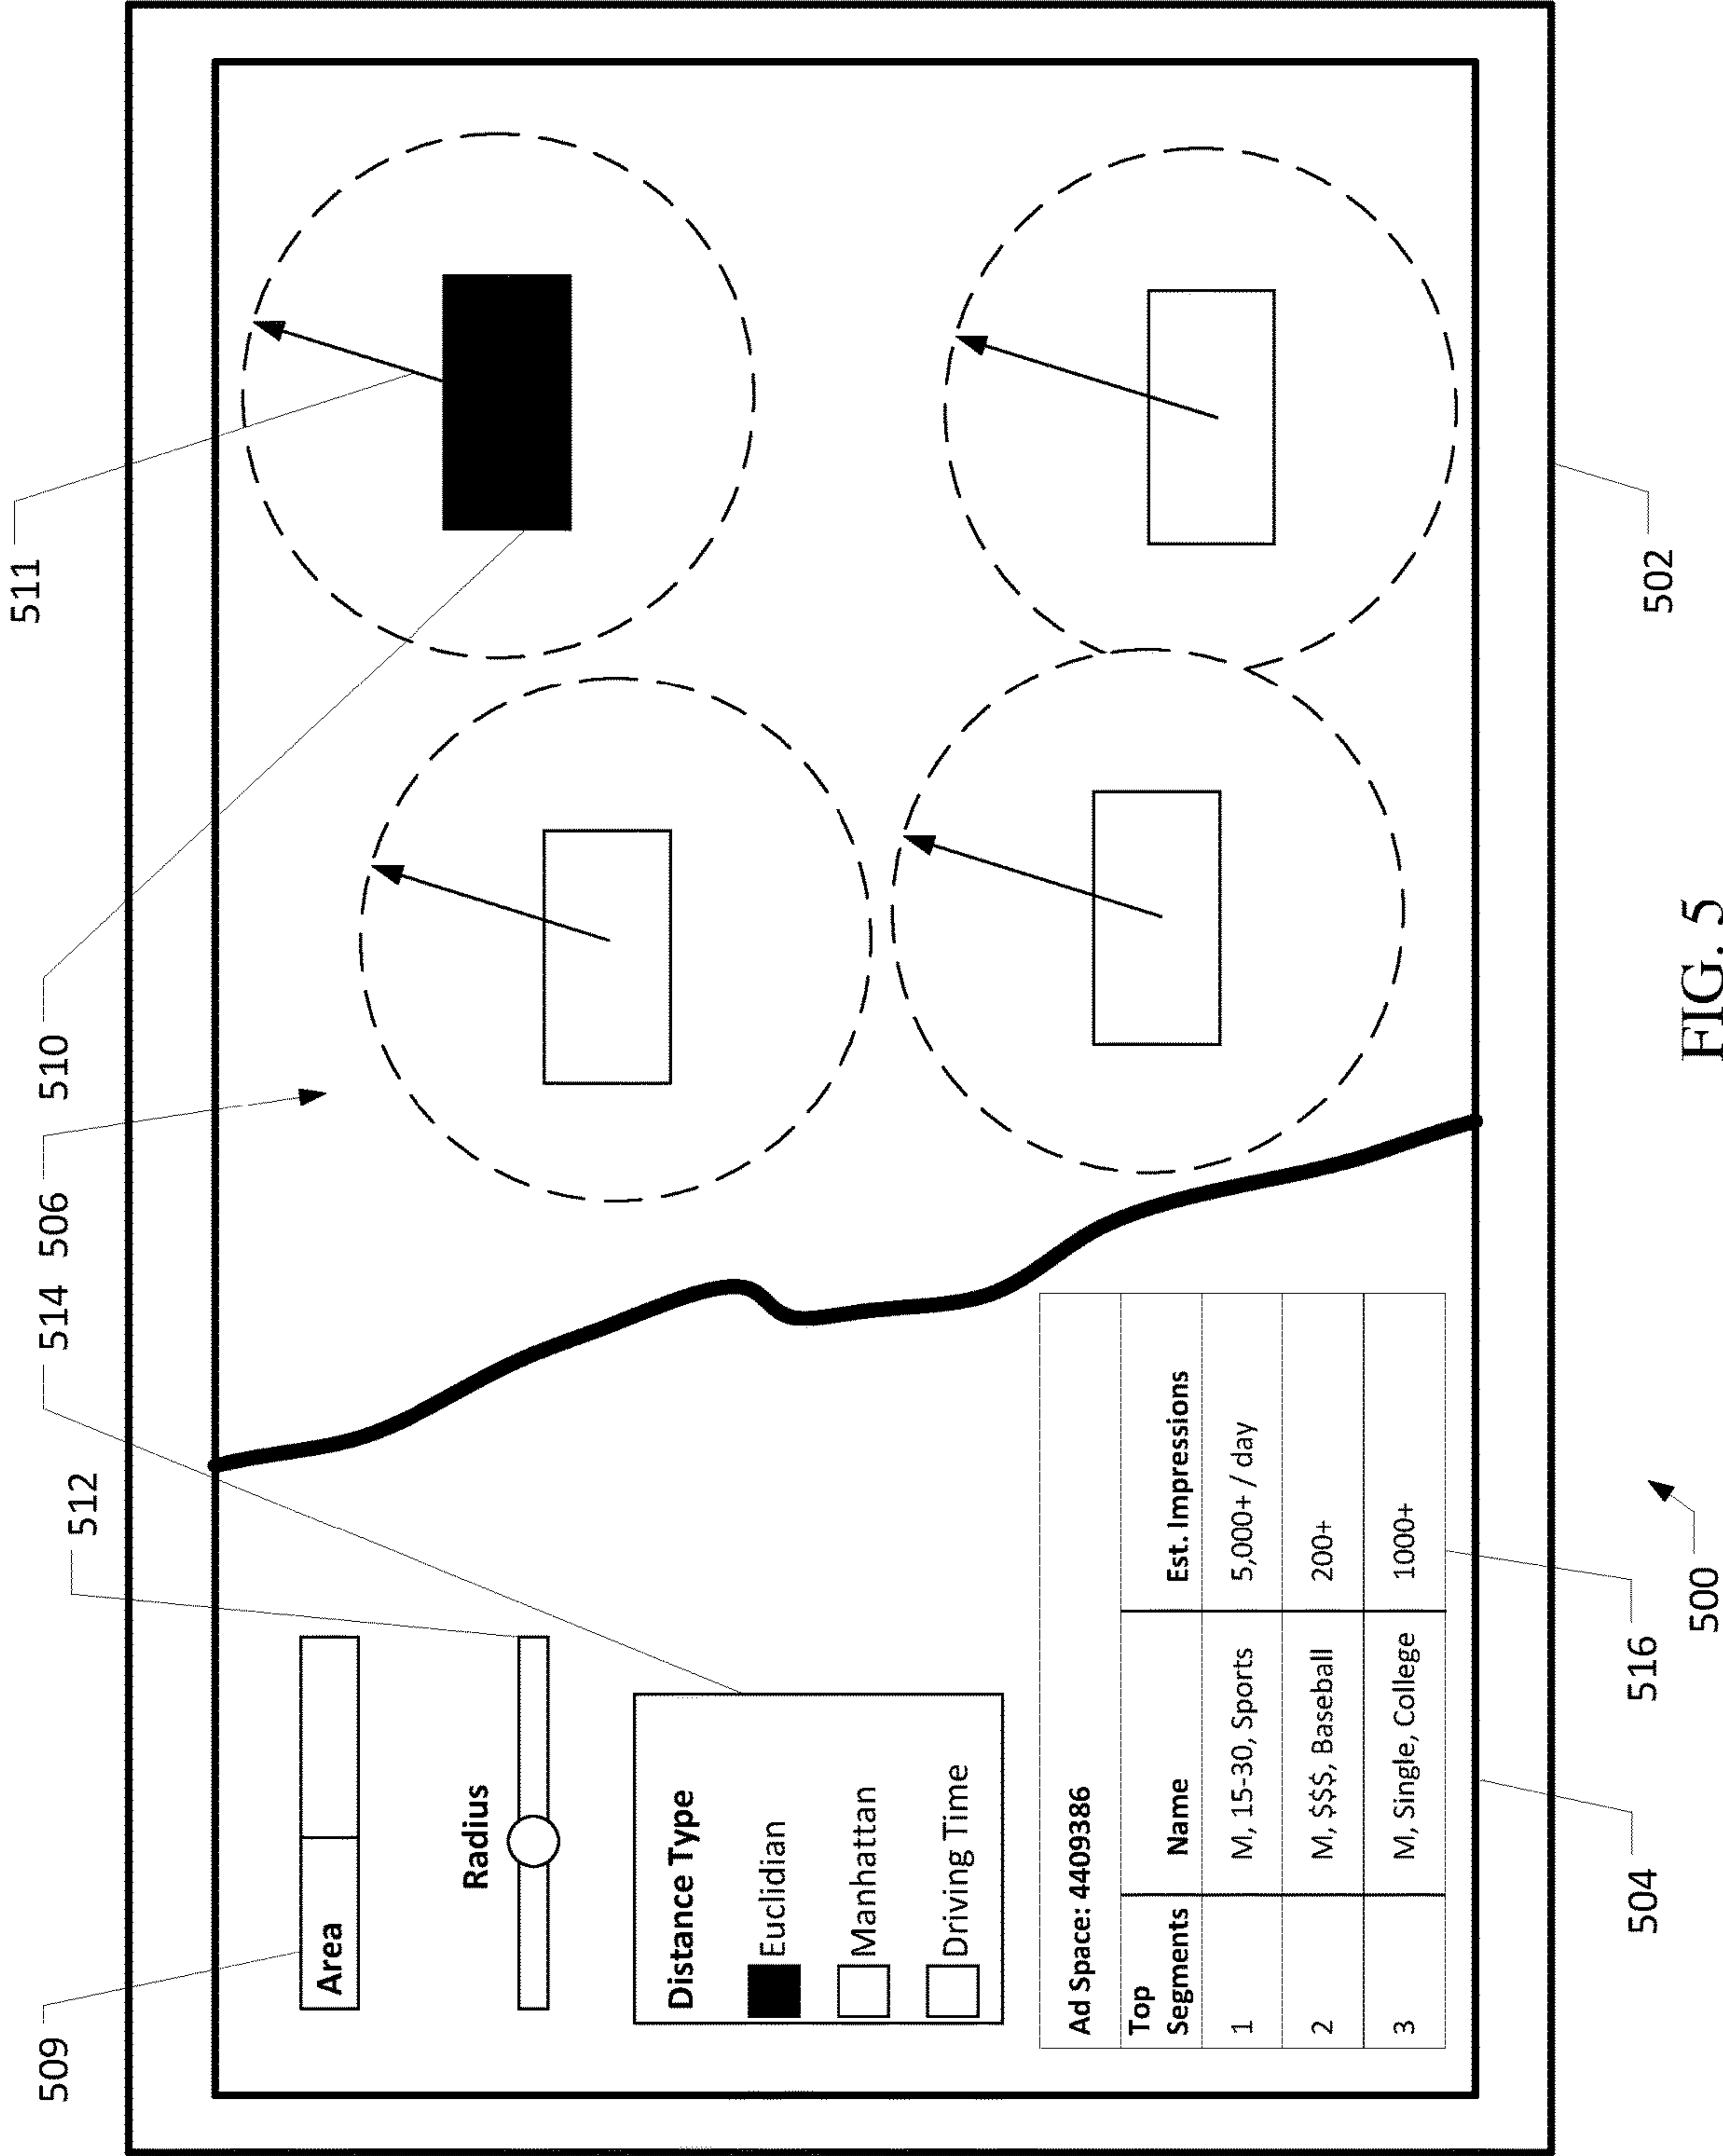 509
512
514
506
510
511
Area
Radius
Distance Type
Euclidian
Manhattan
Driving Time
Ad Space: 4409386
Top Segments Name Est. Impressions
1 M, 15-30, Sports 5,000+ / day
2 M, $$$, Baseball 200+
3 M, Single, College 1000+
504
516
500
502
FIG. 5